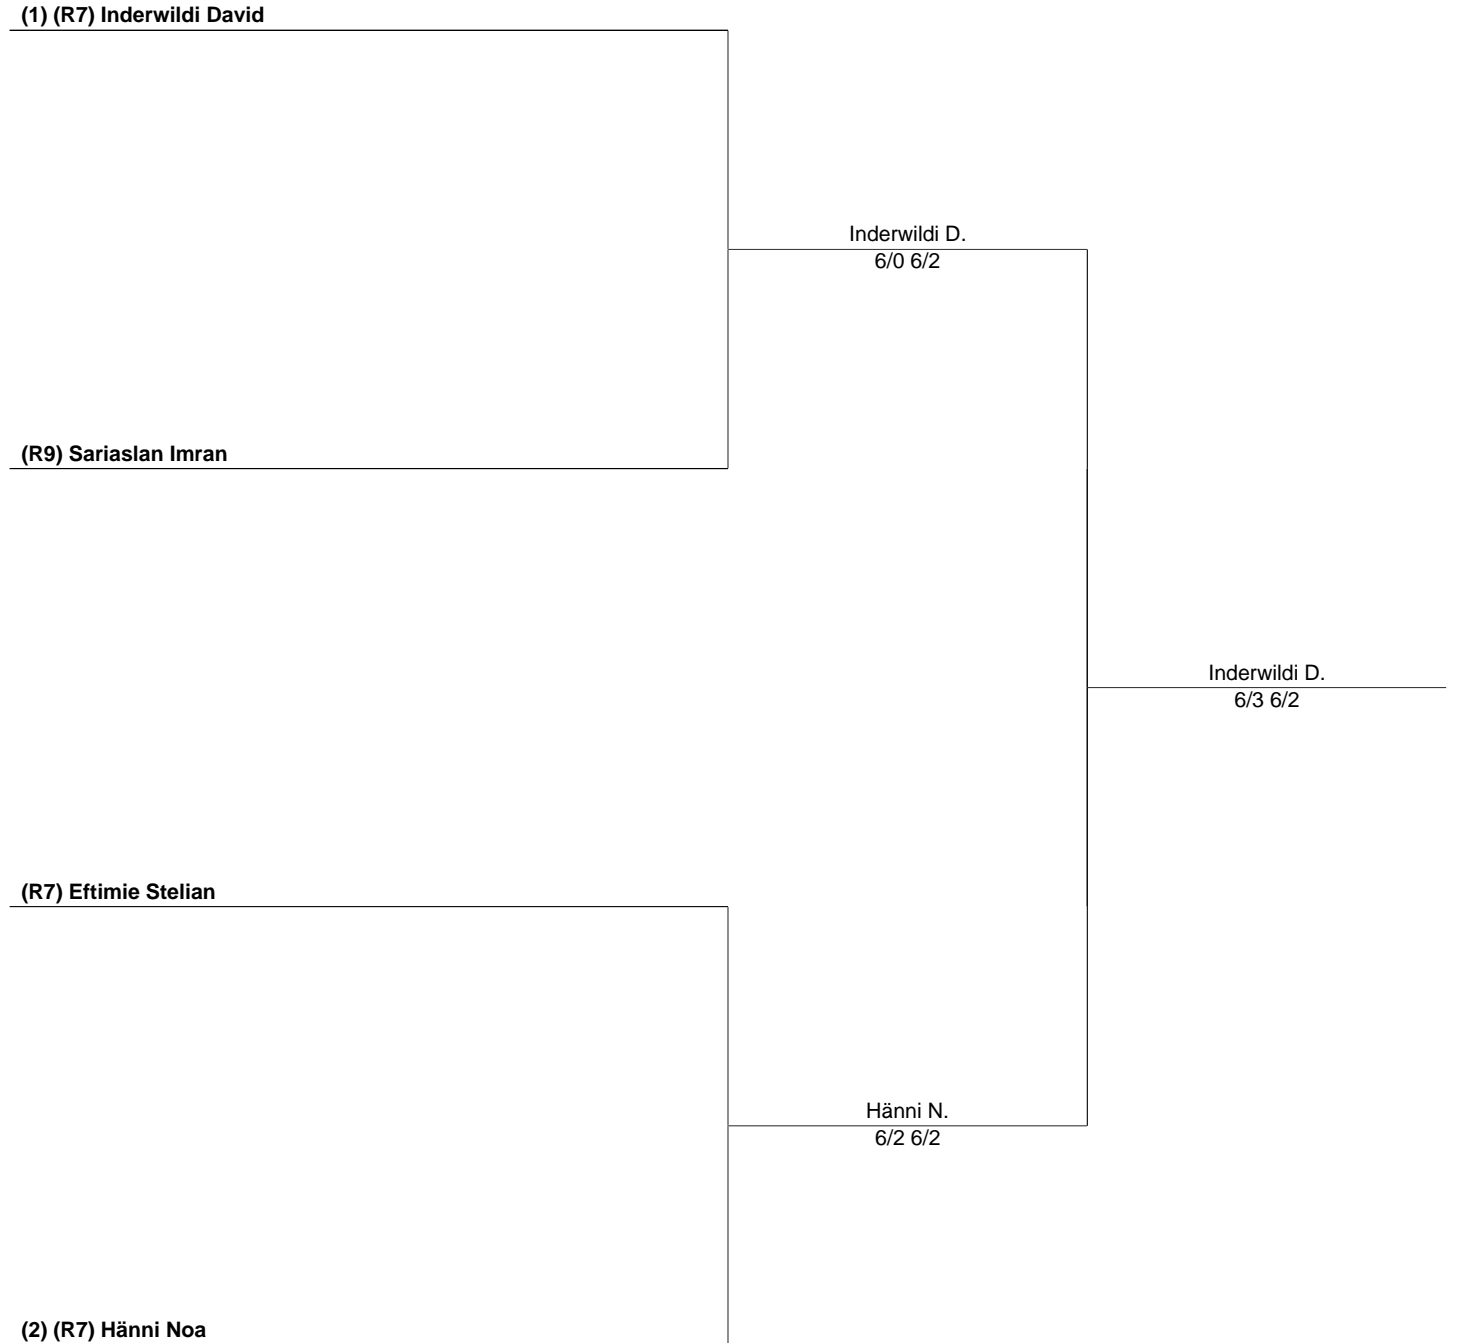 (1) (R7) Inderwildi David
Inderwildi D.
6/0 6/2
(R9) Sariaslan Imran
Inderwildi D.
6/3 6/2
(R7) Eftimie Stelian
Hänni N.
6/2 6/2
(2) (R7) Hänni Noa